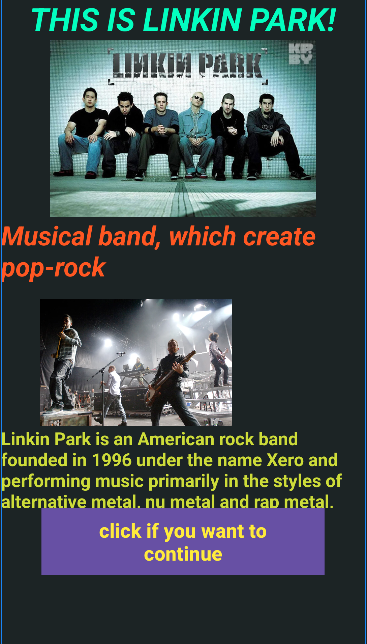 THIS IS LINKIN PARK!
LINKIN PARK
Musical band, which create
pop-rock
Linkin Park is an American rock band
founded in 1996 under the name Xero and
performing music primarily in the styles of
alternative metal, nu metal and rap metal.
click if you want to
continue